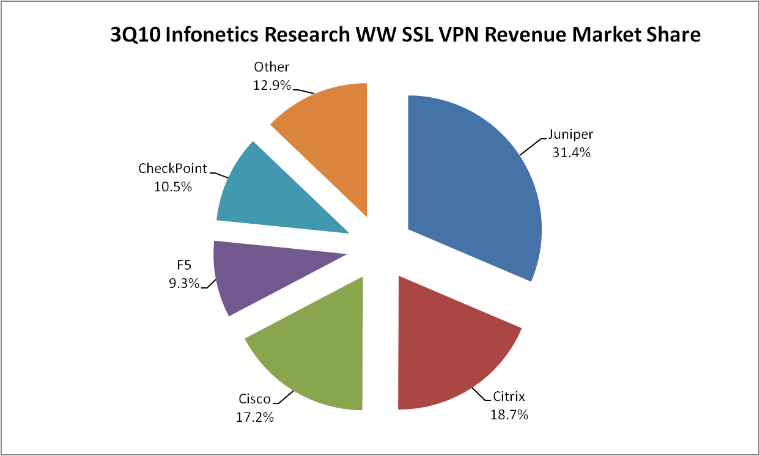 3Q10 Infonetics Research WW SSL VPN Revenue Market Share
Other
12.9%
Juniper
31.4%
CheckPoint
10.5%
F5
9.3%
Cisco
17.2%
Citrix
18.7%